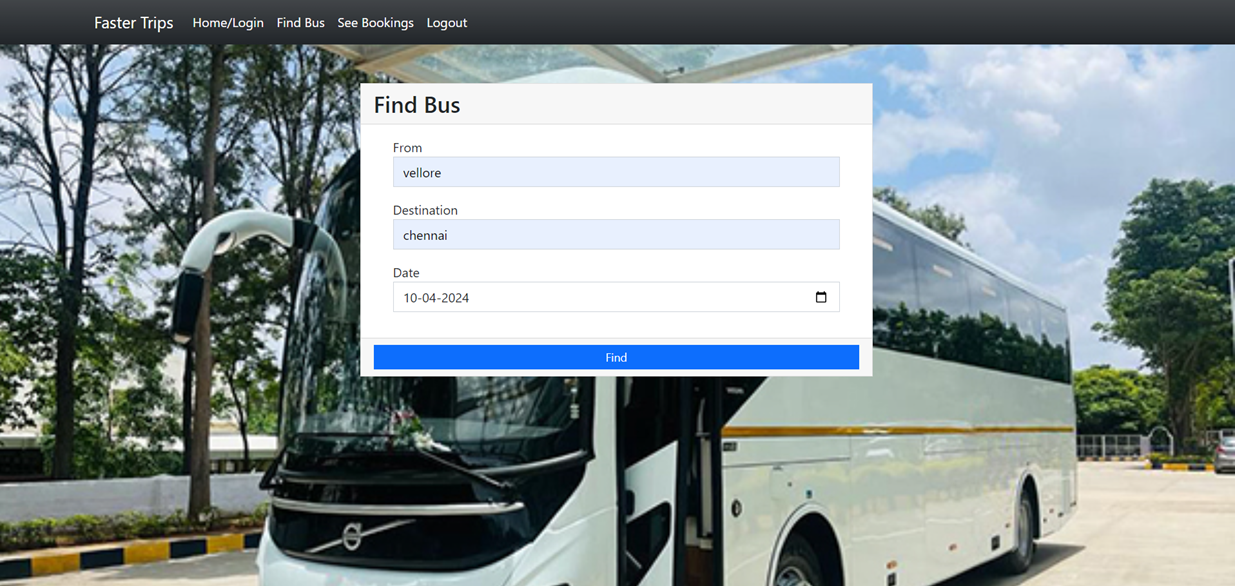 Faster Trips Home/Login Find Bus See Bookings Logout
Find Bus
From
vellore
Destination
chennai
Date
10-04-2024
Find